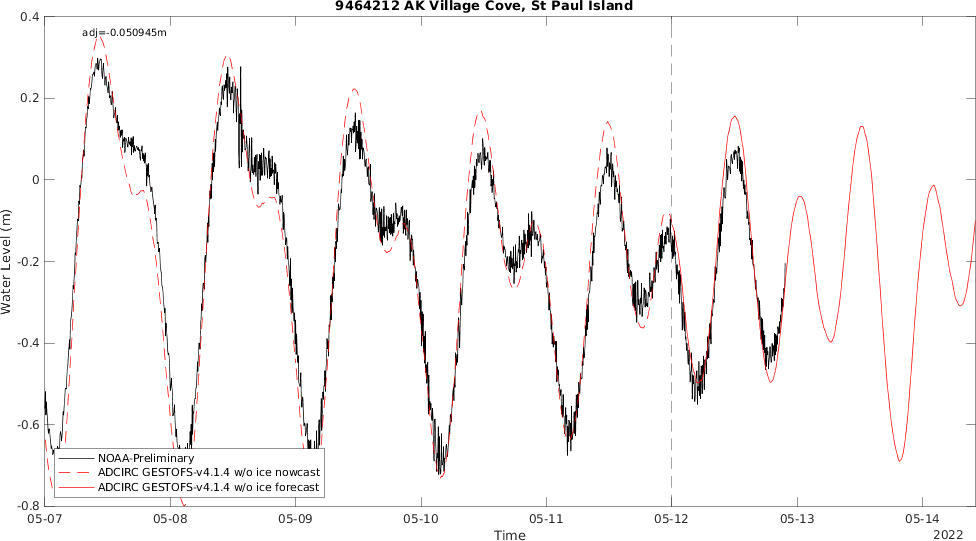 9464212 AK Village Cove, St Paul Island
adj=-0.050945m
0.4
0.2
0
-0.2
-0.4
-0.6
-0.8
Water Level (m)
NOAA-Preliminary
ADCIRC GESTOFS-v4.1.4 w/o ice nowcast
ADCIRC GESTOFS-v4.1.4 w/o ice forecast
05-07 05-08 05-09 05-10 05-11 05-12 05-13 05-14
Time
2022